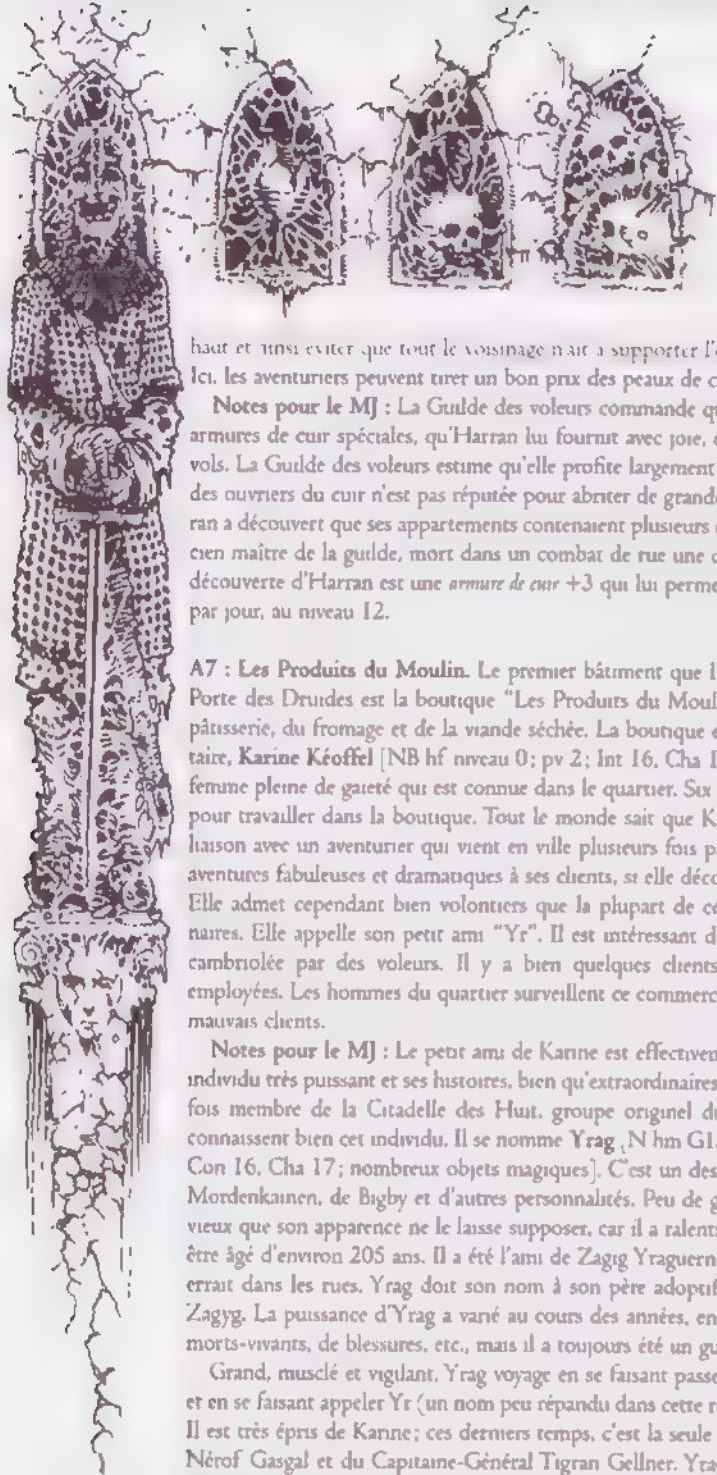 haut et ainsi éviter que tout le voisinage n'ait à supporter l'
Ici, les aventuriers peuvent tirer un bon prix des peaux de c
Notes pour le MJ : La Guilde des voleurs commande q
armures de cuir spéciales, qu'Harran lui fournit avec joie,
vols. La Guilde des voleurs estime qu'elle profite largement
des ouvriers du cuir n'est pas réputée pour abriter de grand
ran a découvert que ses appartements contenaient plusieurs
cien maître de la guilde, mort dans un combat de rue une
découverte d'Harran est une armure de cuir +3 qui lui perme
par jour, au niveau 12.
A7 : Les Produits du Moulin. Le premier bâtiment que l
Porte des Druides est la boutique "Les Produits du Moul
pâtisserie, du fromage et de la viande séchée. La boutique e
taire, Karine Kéoffel [NB hf niveau 0; pv 2; Int 16, Cha 1
femme pleine de gaieté qui est connue dans le quartier. Six
pour travailler dans la boutique. Tout le monde sait que K
liaison avec un aventurier qui vient en ville plusieurs fois p
aventures fabuleuses et dramatiques à ses clients, si elle déco
Elle admet cependant bien volontiers que la plupart de ce
naires. Elle appelle son petit ami "Yr". Il est intéressant d
cambriolée par des voleurs. Il y a bien quelques clients
employées. Les hommes du quartier surveillent ce commerc
mauvais clients.
Notes pour le MJ : Le petit ami de Karine est effectivem
individu très puissant et ses histoires, bien qu'extraordinaires
fois membre de la Citadelle des Huit, groupe originel du
connaissent bien cet individu. Il se nomme Yrag [N hm G1
Con 16, Cha 17; nombreux objets magiques]. C'est un des
Mordenkainen, de Bigby et d'autres personnalités. Peu de g
vieux que son apparence ne le laisse supposer, car il a ralent
être âgé d'environ 205 ans. Il a été l'ami de Zagig Yraguern
errait dans les rues. Yrag doit son nom à son père adoptif
Zagyg. La puissance d'Yrag a varié au cours des années, en
morts-vivants, de blessures, etc., mais il a toujours été un gu
Grand, musclé et vigilant, Yrag voyage en se faisant passe
et en se faisant appeler Yr (un nom peu répandu dans cette r
Il est très épris de Karine; ces derniers temps, c'est la seule
Nérof Gasgal et du Capitaine-Général Tigran Gellner. Yra